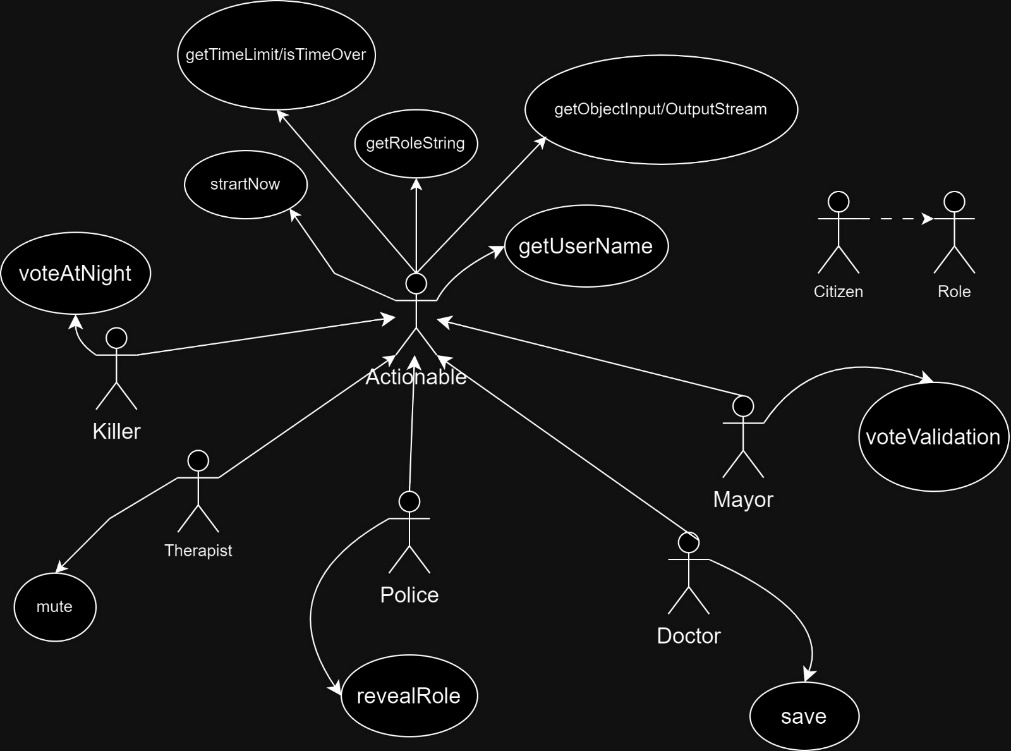 getTimeLimit/isTimeOver
getObjectInput/OutputStream
getRoleString
strartNow
getUserName
voteAtNight
Citizen
Role
Actionable
Killer
voteValidation
Mayor
Therapist
Police
mute
Doctor
revealRole
save